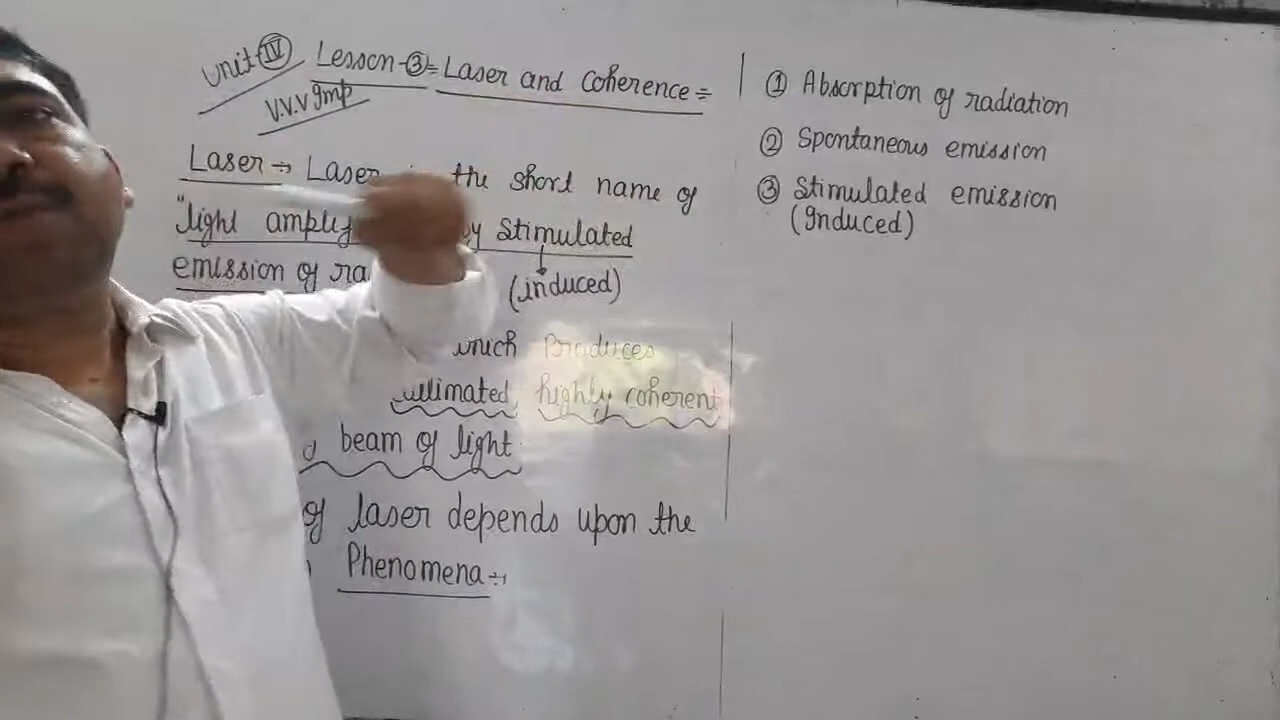 Unit-IV Lesson-③= Laser and Coherence =
V.V.V Imp
Laser → Laser the short name of
"light amplif by Stimulated
emission of ra (induced)
which Produces
highly coherent
beam of light
of laser depends upon the
Phenomena :-
① Absorption of radiation
② Spontaneous emission
③ Stimulated emission
(Induced)